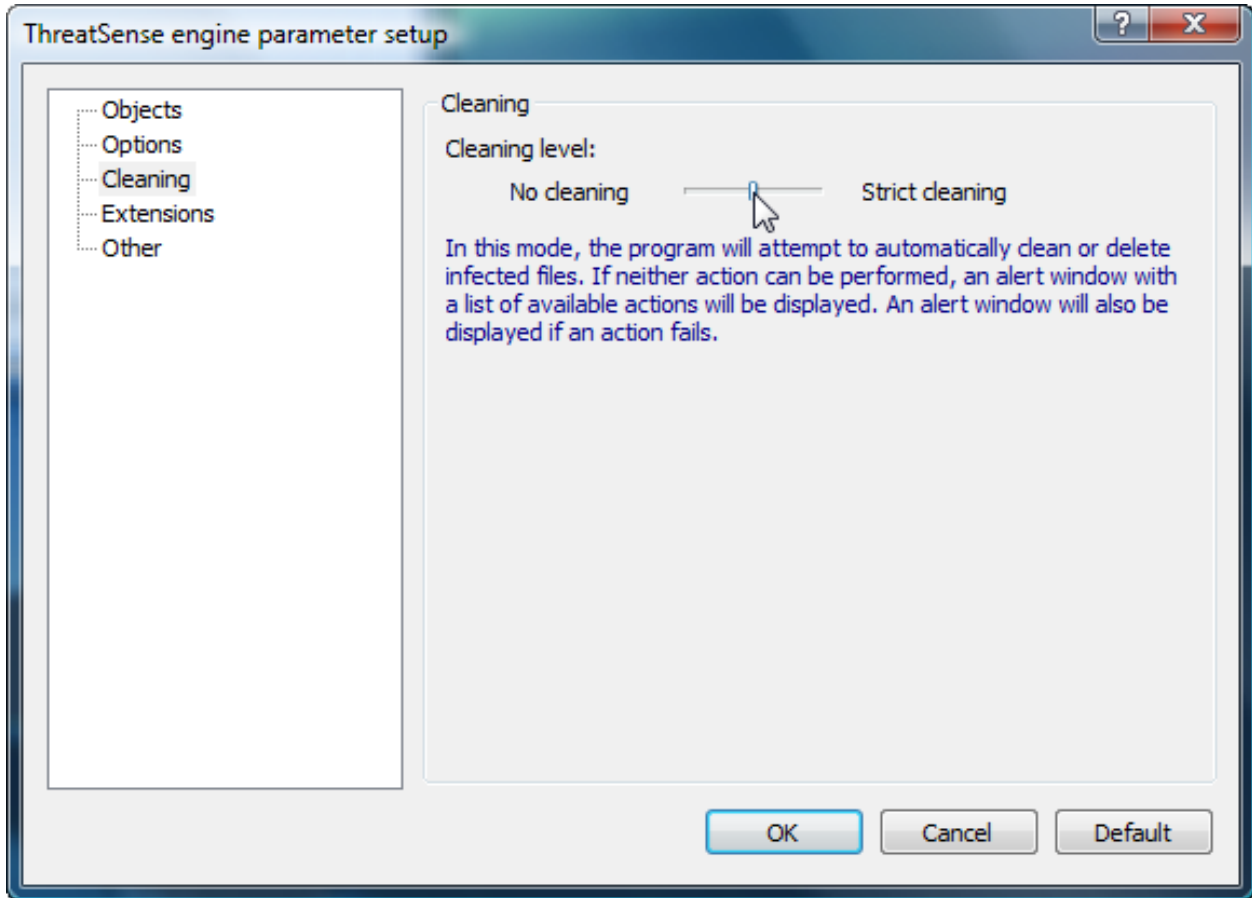 ThreatSense engine parameter setup
?
X
Objects
Options
Cleaning
Extensions
Other
Cleaning
Cleaning level:
No cleaning Strict cleaning
In this mode, the program will attempt to automatically clean or delete
infected files. If neither action can be performed, an alert window with
a list of available actions will be displayed. An alert window will also be
displayed if an action fails.
OK Cancel Default